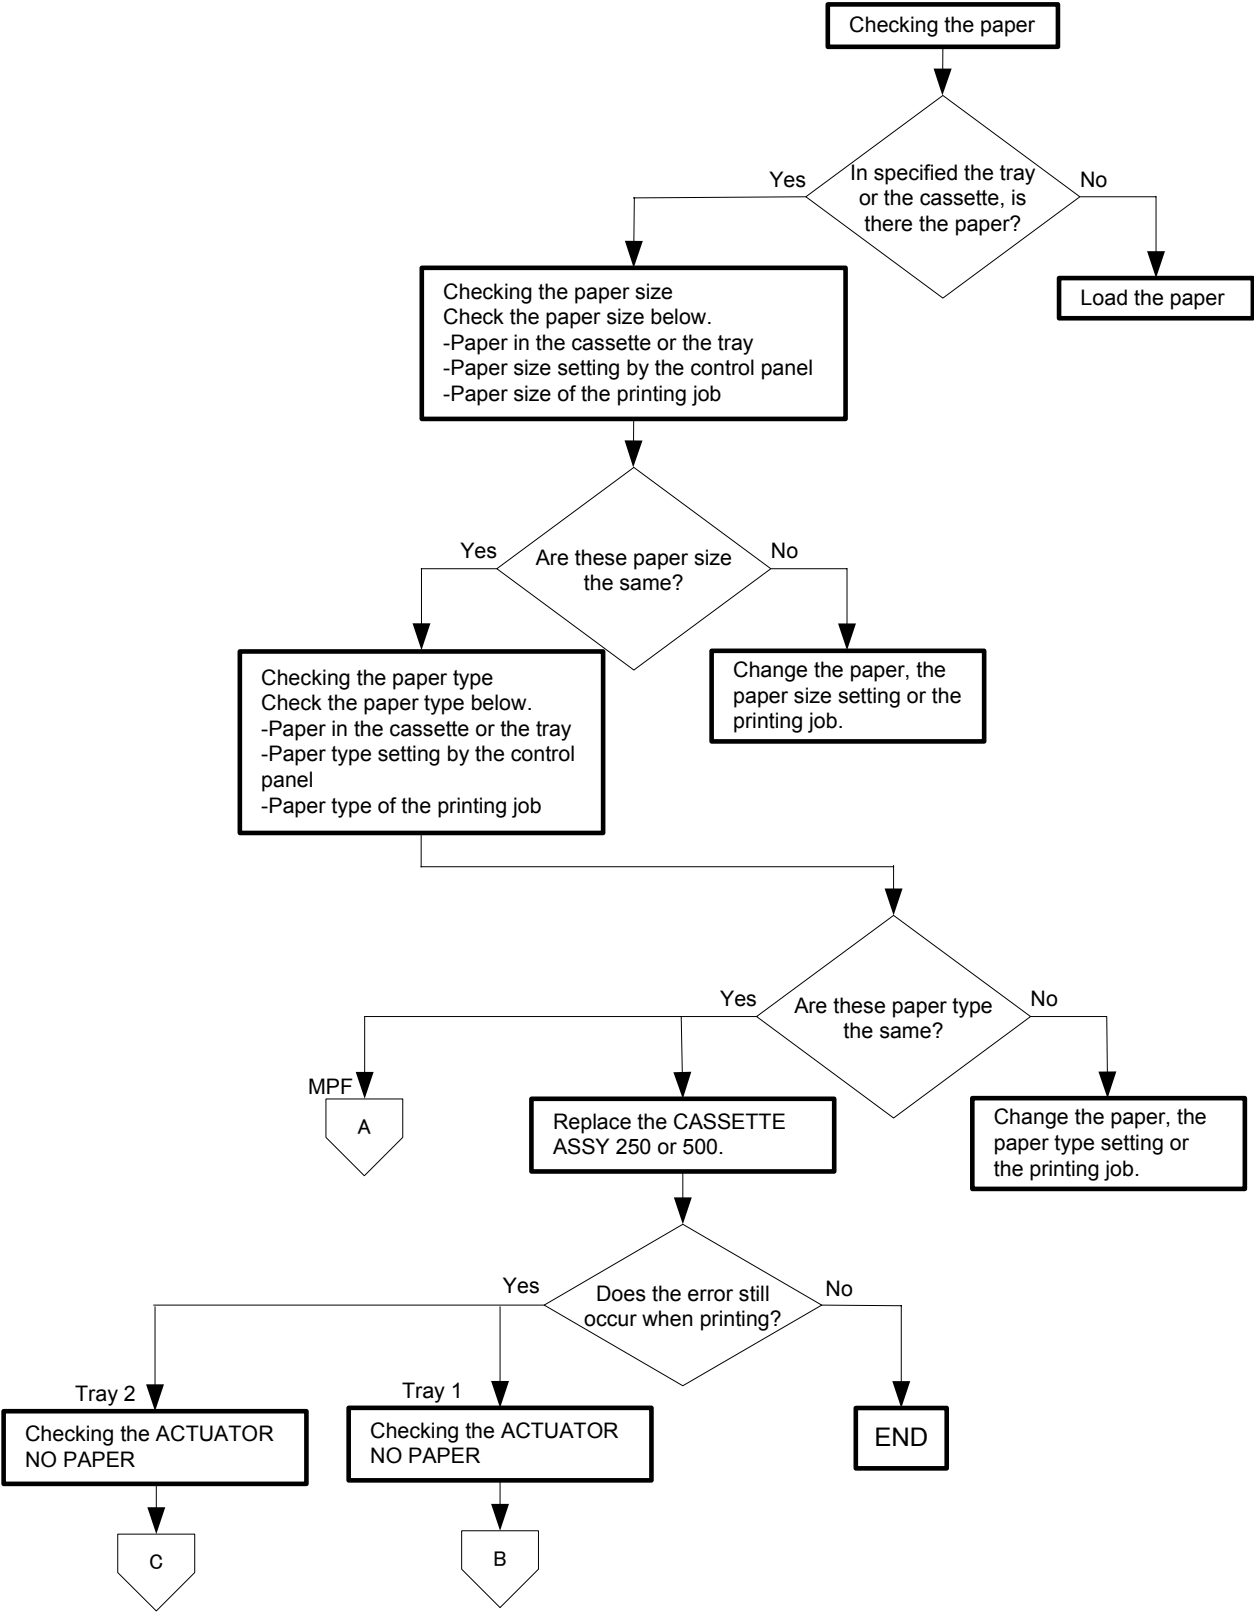 Checking the paper
In specified the tray
or the cassette, is
there the paper?
Yes
No
Load the paper
Checking the paper size
Check the paper size below.
-Paper in the cassette or the tray
-Paper size setting by the control panel
-Paper size of the printing job
Are these paper size
the same?
Yes
No
Change the paper, the
paper size setting or the
printing job.
Checking the paper type
Check the paper type below.
-Paper in the cassette or the tray
-Paper type setting by the control
panel
-Paper type of the printing job
Are these paper type
the same?
Yes
No
MPF
A
Replace the CASSETTE
ASSY 250 or 500.
Change the paper, the
paper type setting or
the printing job.
Does the error still
occur when printing?
Yes
No
Tray 2
Checking the ACTUATOR
NO PAPER
Tray 1
Checking the ACTUATOR
NO PAPER
END
C
B